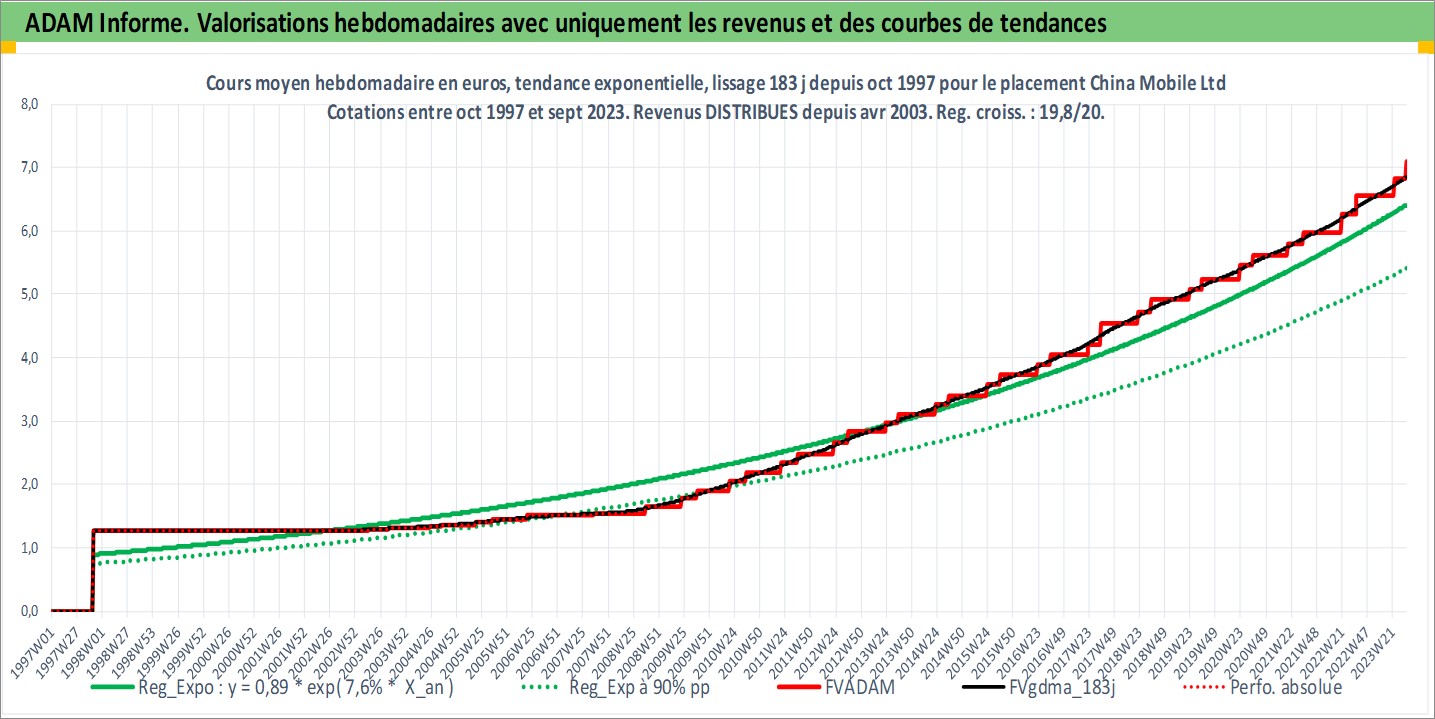 ADAM Informe. Valorisations hebdomadaires avec uniquement les revenus et des courbes de tendances
Cours moyen hebdomadaire en euros, tendance exponentielle, lissage 183 j depuis oct 1997 pour le placement China Mobile Ltd
Cotations entre oct 1997 et sept 2023. Revenus DISTRIBUES depuis avr 2003. Reg. croiss. : 19,8/20.
8,0
7,0
6,0
5,0
4,0
3,0
2,0
1,0
0,0
1997W01
1997W27
1998W01
1998W27
1998W53
1999W26
1999W52
2000W26
2000W52
2001W26
2001W52
2002W26
2002W52
2003W26
2003W52
2004W26
2004W52
2005W25
2005W51
2006W25
2006W51
2007W25
2007W51
2008W25
2008W51
2009W25
2009W51
2010W24
2010W50
2011W24
2011W50
2012W24
2012W50
2013W24
2013W50
2014W24
2014W50
2015W24
2015W50
2016W23
2016W49
2017W23
2017W49
2018W23
2018W49
2019W23
2019W49
2020W23
2020W49
2021W22
2021W48
2022W21
2022W47
2023W21
Reg_Expo : y = 0,89 * exp( 7,6% * X_an )
Reg_Exp à 90% pp
FVADAM
FVgdma_183j
Perfo. absolue